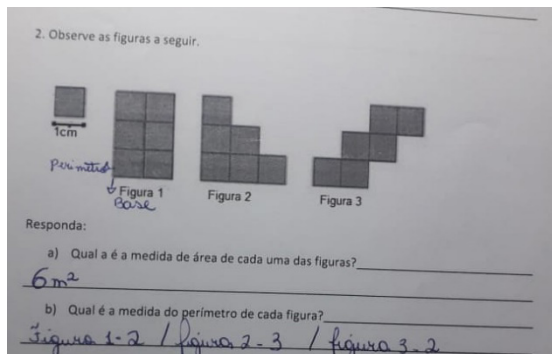 2. Observe as figuras a seguir.
1cm
Perimetro
Figura 1
Base
Figura 2
Figura 3
Responda:
a) Qual a é a medida de área de cada uma das figuras?
6m²
b) Qual é a medida do perímetro de cada figura?
Figura 1-2 / figura 2-3 / figura 3-2